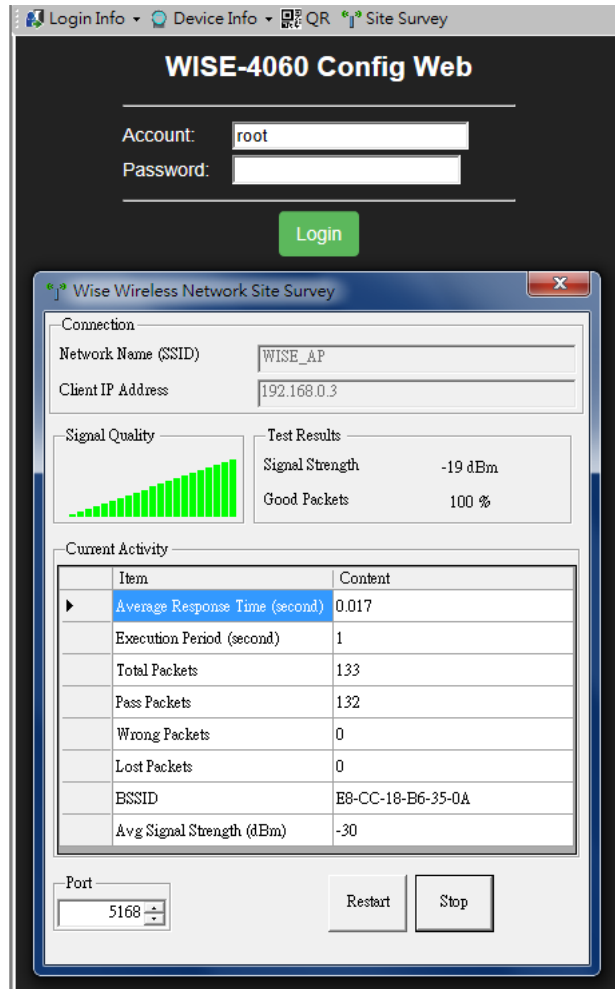 Login Info Device Info QR Site Survey
WISE-4060 Config Web
Account: root
Password:
Login
Wise Wireless Network Site Survey
Connection
Network Name (SSID) WISE_AP
Client IP Address 192.168.0.3
Signal Quality
Test Results
Signal Strength -19 dBm
Good Packets 100 %
Current Activity
Item Content
Average Response Time (second) 0.017
Execution Period (second) 1
Total Packets 133
Pass Packets 132
Wrong Packets 0
Lost Packets 0
BSSID E8-CC-18-B6-35-0A
Avg Signal Strength (dBm) -30
Port
5168
Restart Stop